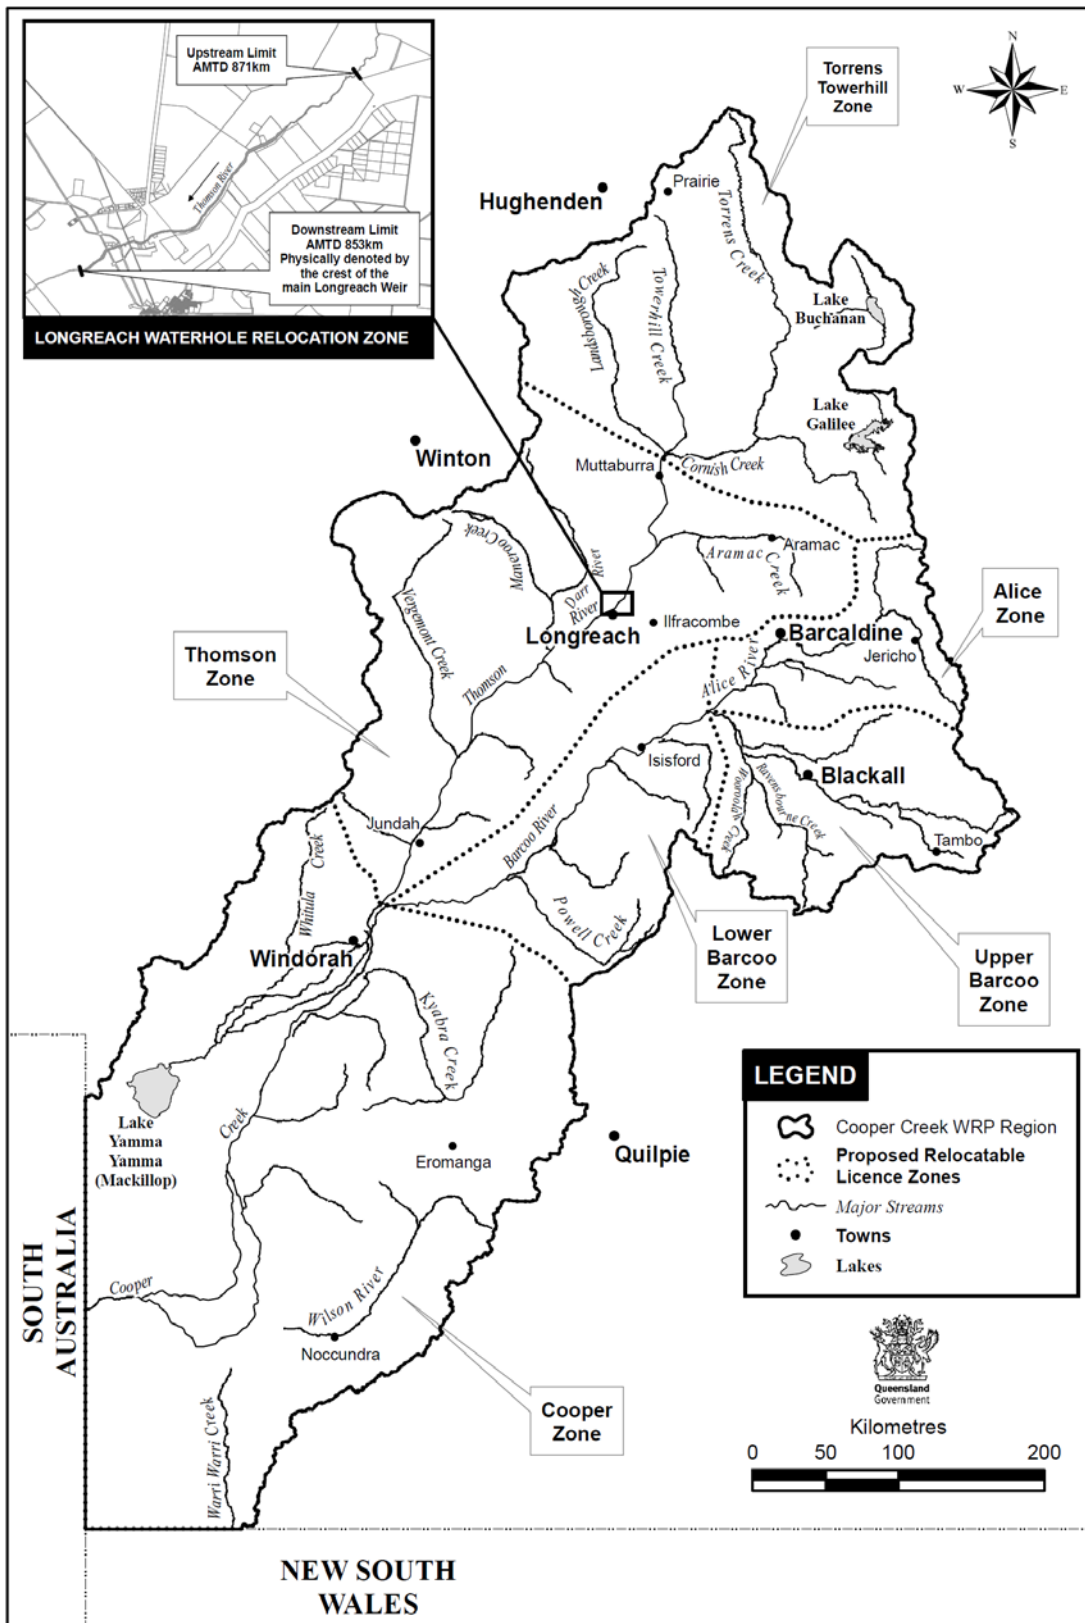 Upstream Limit
AMTD 871km
Thomson River
Downstream Limit
AMTD 853km
Physically denoted by
the crest of the
main Longreach Weir
LONGREACH WATERHOLE RELOCATION ZONE
N
W
E
S
Torrens
Towerhill
Zone
Hughenden
Prairie
Torrens Creek
Landsborough Creek
Towerhill Creek
Lake
Buchanan
Lake
Galilee
Winton
Muttaburra
Cornish Creek
Maneroo Creek
Darr
River
River
Aramac
Aramac Creek
Vergemont Creek
Longreach
Ilfracombe
Barcaldine
Alice
Zone
Jericho
Thomson
Zone
Thomson
Alice River
Isisford
Blackall
Wooroolah Creek
Ravensbourne Creek
Tambo
Jundah
Barcoo River
Whitula Creek
Powell Creek
Windorah
Lower
Barcoo
Zone
Upper
Barcoo
Zone
Kyabra Creek
Lake
Yamma
Yamma
(Mackillop)
Creek
Eromanga
Quilpie
Cooper
Wilson River
Noccundra
Warri Warri Creek
Cooper
Zone
SOUTH
AUSTRALIA
NEW SOUTH
WALES
LEGEND
Cooper Creek WRP Region
Proposed Relocatable
Licence Zones
Major Streams
Towns
Lakes
Queensland
Government
Kilometres
0 50 100 200